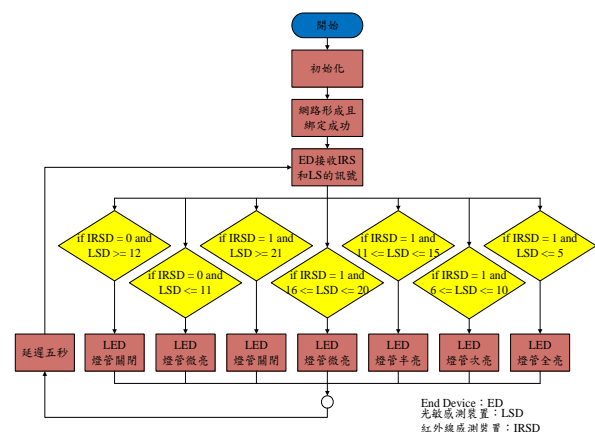 開始
初始化
網路形成且
綁定成功
ED接收IRS
和LS的訊號
if IRSD = 0 and
LSD >= 12
if IRSD = 0 and
LSD <= 11
if IRSD = 1 and
LSD >= 21
if IRSD = 1 and
16 <= LSD <= 20
if IRSD = 1 and
11 <= LSD <= 15
if IRSD = 1 and
6 <= LSD <= 10
if IRSD = 1 and
LSD <= 5
延遲五秒
LED
燈管關閉
LED
燈管微亮
LED
燈管關閉
LED
燈管微亮
LED
燈管半亮
LED
燈管次亮
LED
燈管全亮
End Device：ED
光敏感測裝置：LSD
紅外線感測裝置：IRSD